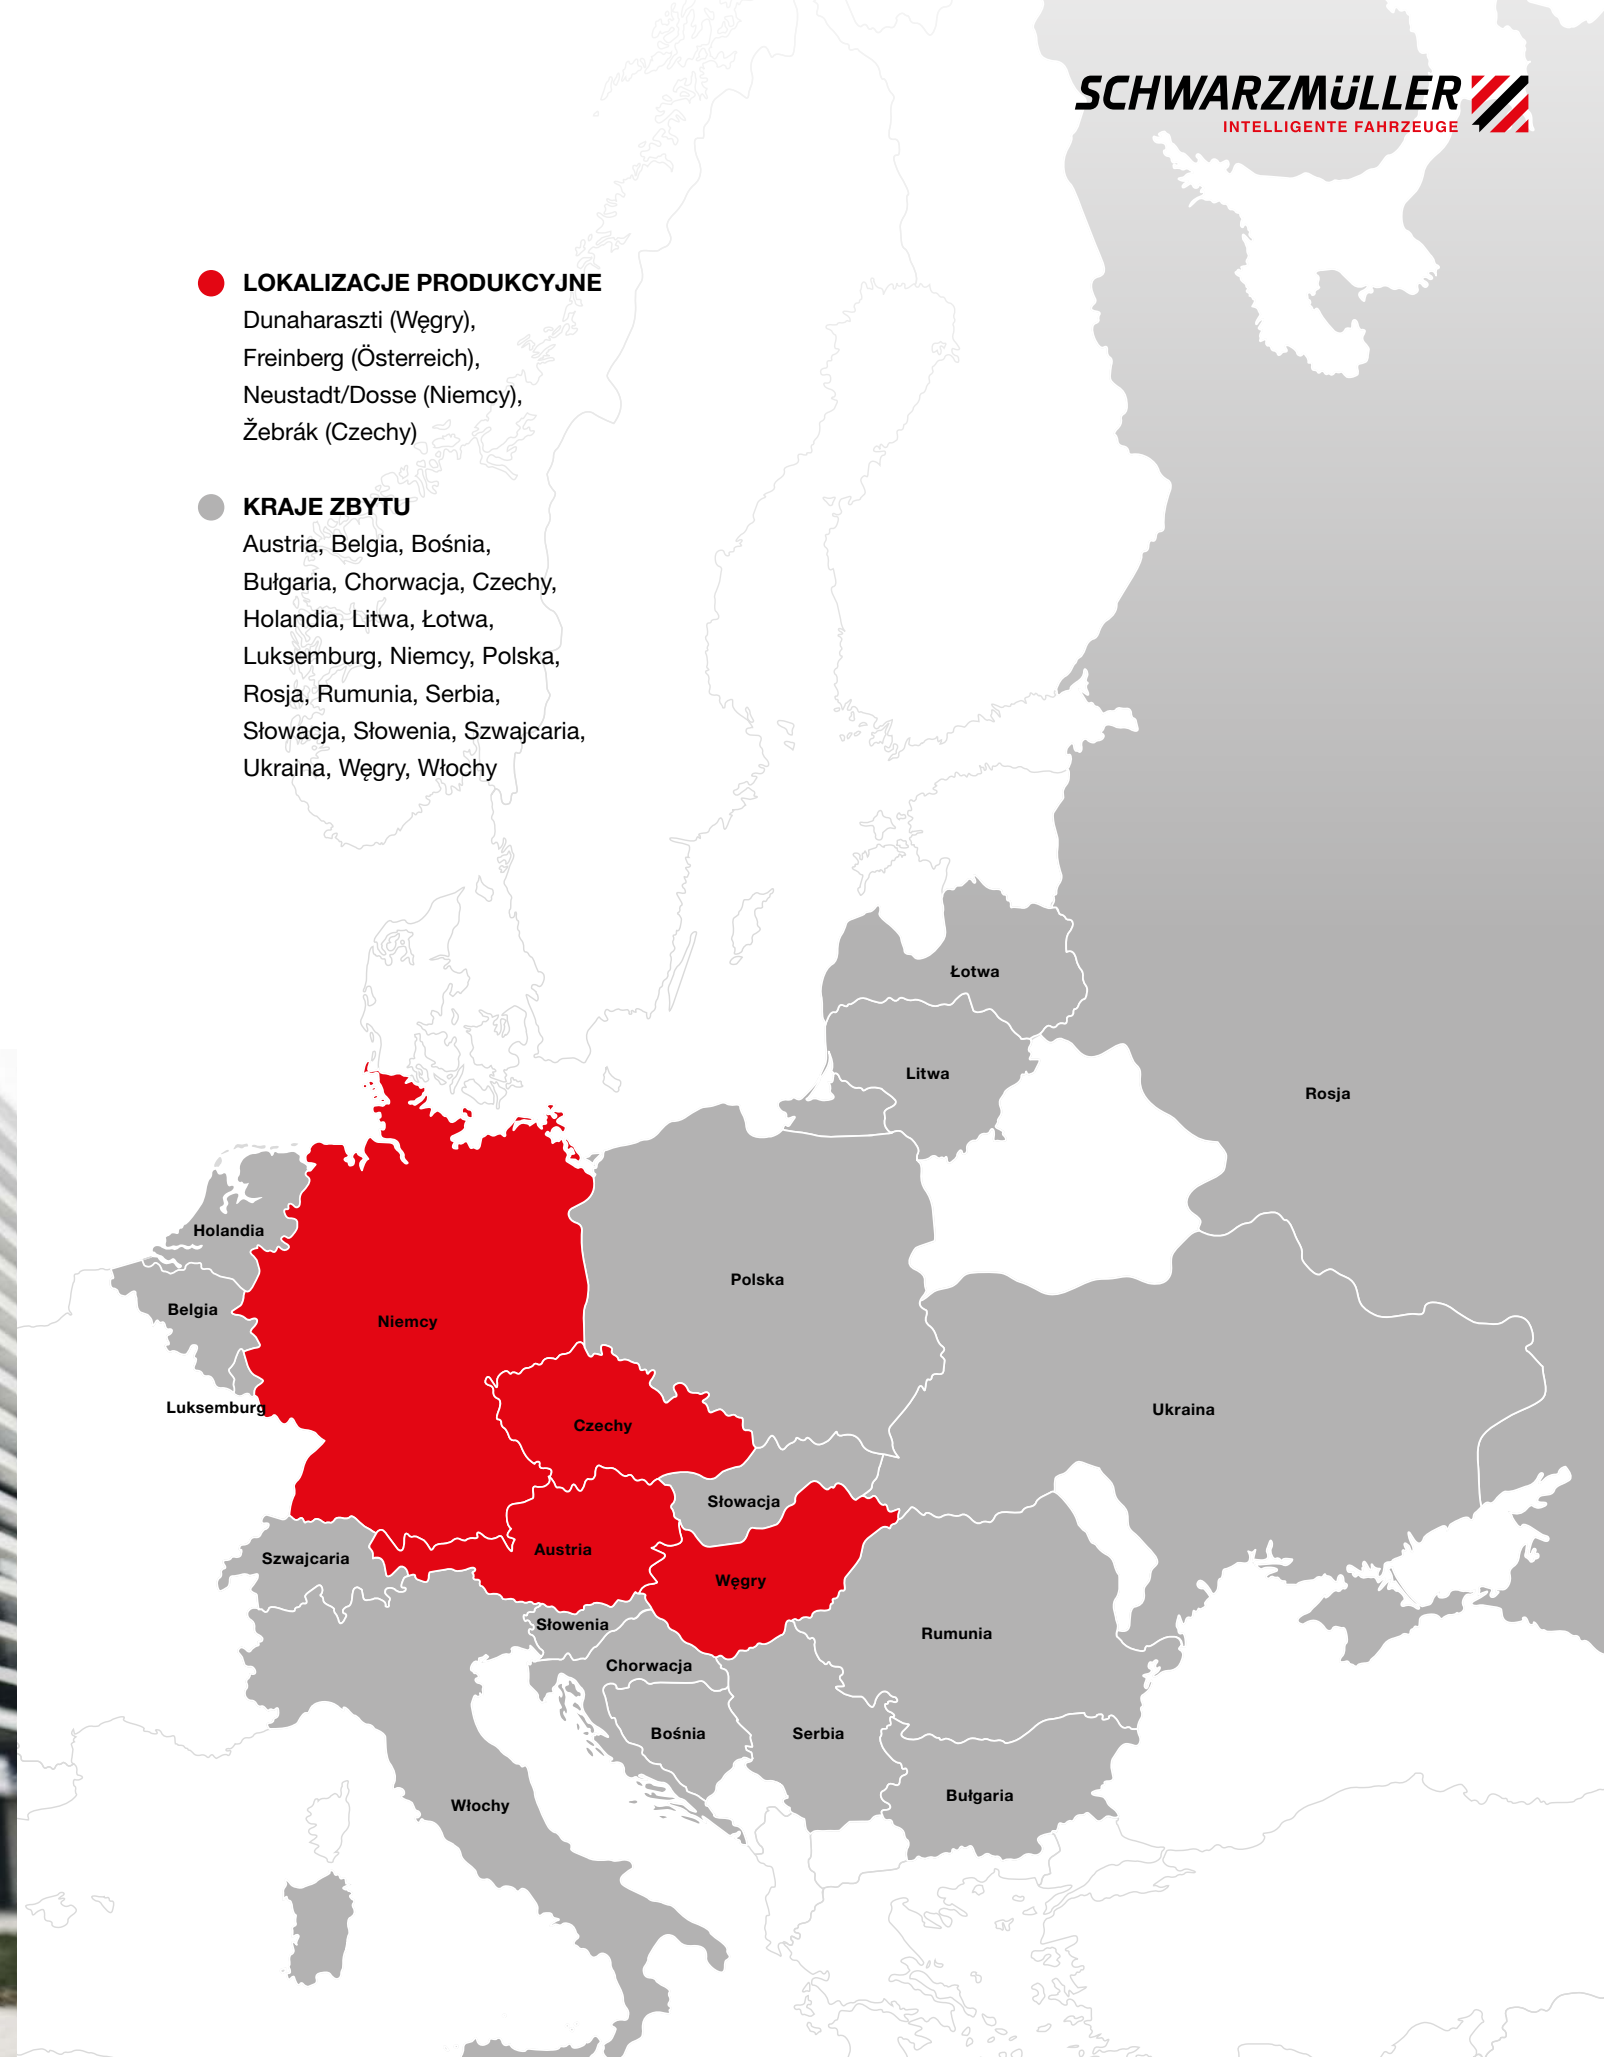 SCHWARZMÜLLER
INTELLIGENTE FAHRZEUGE
LOKALIZACJE PRODUKCYJNE
Dunaharaszti (Węgry),
Freinberg (Österreich),
Neustadt/Dosse (Niemcy),
Žebrák (Czechy)
KRAJE ZBYTU
Austria, Belgia, Bośnia,
Bułgaria, Chorwacja, Czechy,
Holandia, Litwa, Łotwa,
Luksemburg, Niemcy, Polska,
Rosja, Rumunia, Serbia,
Słowacja, Słowenia, Szwajcaria,
Ukraina, Węgry, Włochy
Łotwa
Litwa
Rosja
Holandia
Polska
Belgia
Niemcy
Luksemburg
Ukraina
Czechy
Słowacja
Austria
Szwajcaria
Węgry
Słowenia
Rumunia
Chorwacja
Bośnia
Serbia
Bułgaria
Włochy